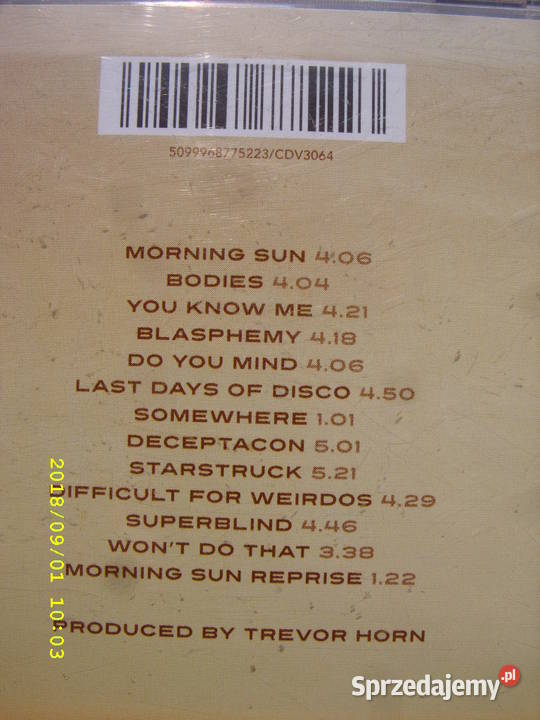 5099968775223/CDV3064
MORNING SUN 4.06
BODIES 4.04
YOU KNOW ME 4.21
BLASPHEMY 4.18
DO YOU MIND 4.06
LAST DAYS OF DISCO 4.50
SOMEWHERE 1.01
DECEPTACON 5.01
STARSTRUCK 5.21
DIFFICULT FOR WEIRDOS 4.29
SUPERBLIND 4.46
WON'T DO THAT 3.38
MORNING SUN REPRISE 1.22
PRODUCED BY TREVOR HORN
2018/09/01 10:03
Sprzedajemy.pl